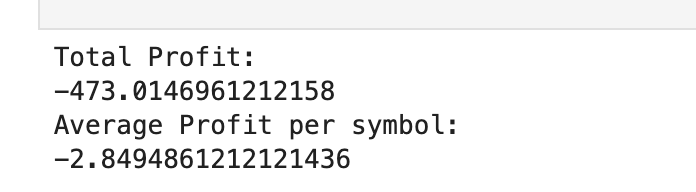 Total Profit:
-473.0146961212158
Average Profit per symbol:
-2.8494861212121436